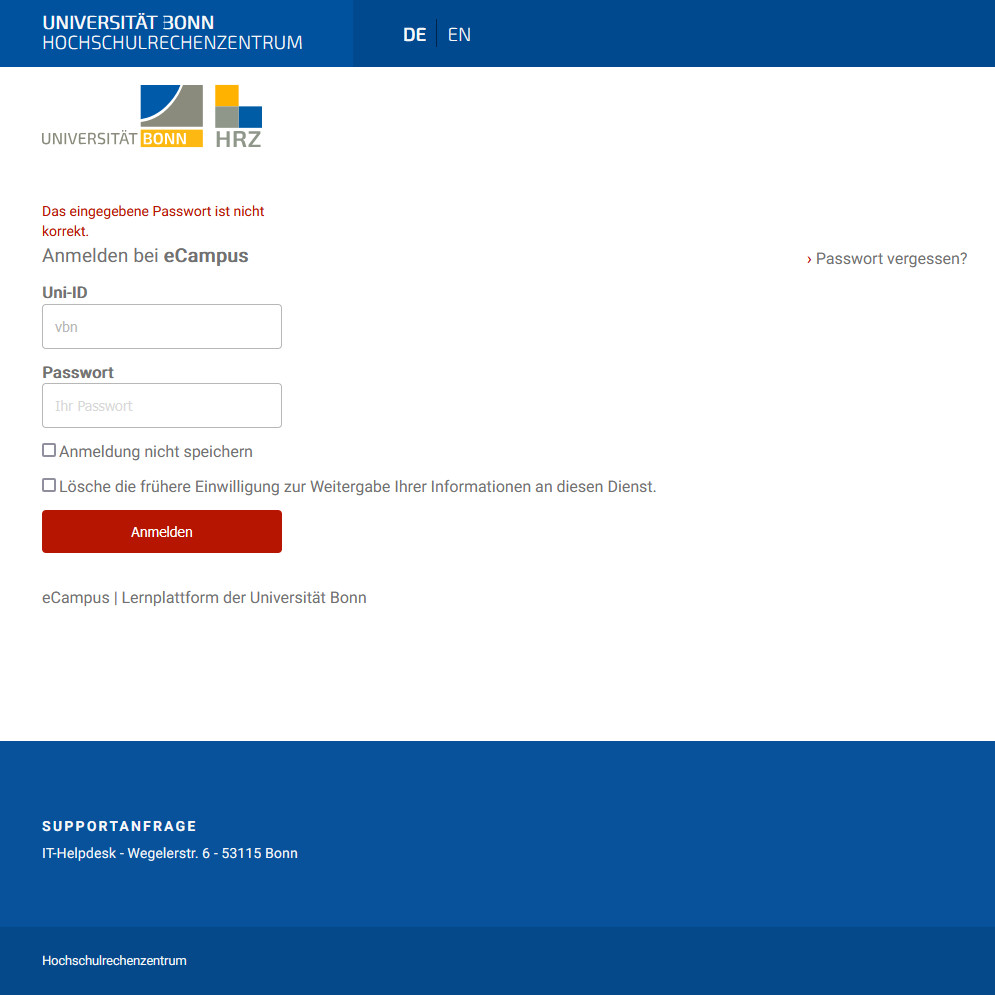 UNIVERSITÄT BONN
HOCHSCHULRECHENZENTRUM
DE EN
UNIVERSITÄT BONN HRZ
Das eingegebene Passwort ist nicht
korrekt.
Anmelden bei eCampus
› Passwort vergessen?
Uni-ID
vbn
Passwort
Ihr Passwort
Anmeldung nicht speichern
Lösche die frühere Einwilligung zur Weitergabe Ihrer Informationen an diesen Dienst.
Anmelden
eCampus | Lernplattform der Universität Bonn
SUPPORTANFRAGE
IT-Helpdesk - Wegelerstr. 6 - 53115 Bonn
Hochschulrechenzentrum